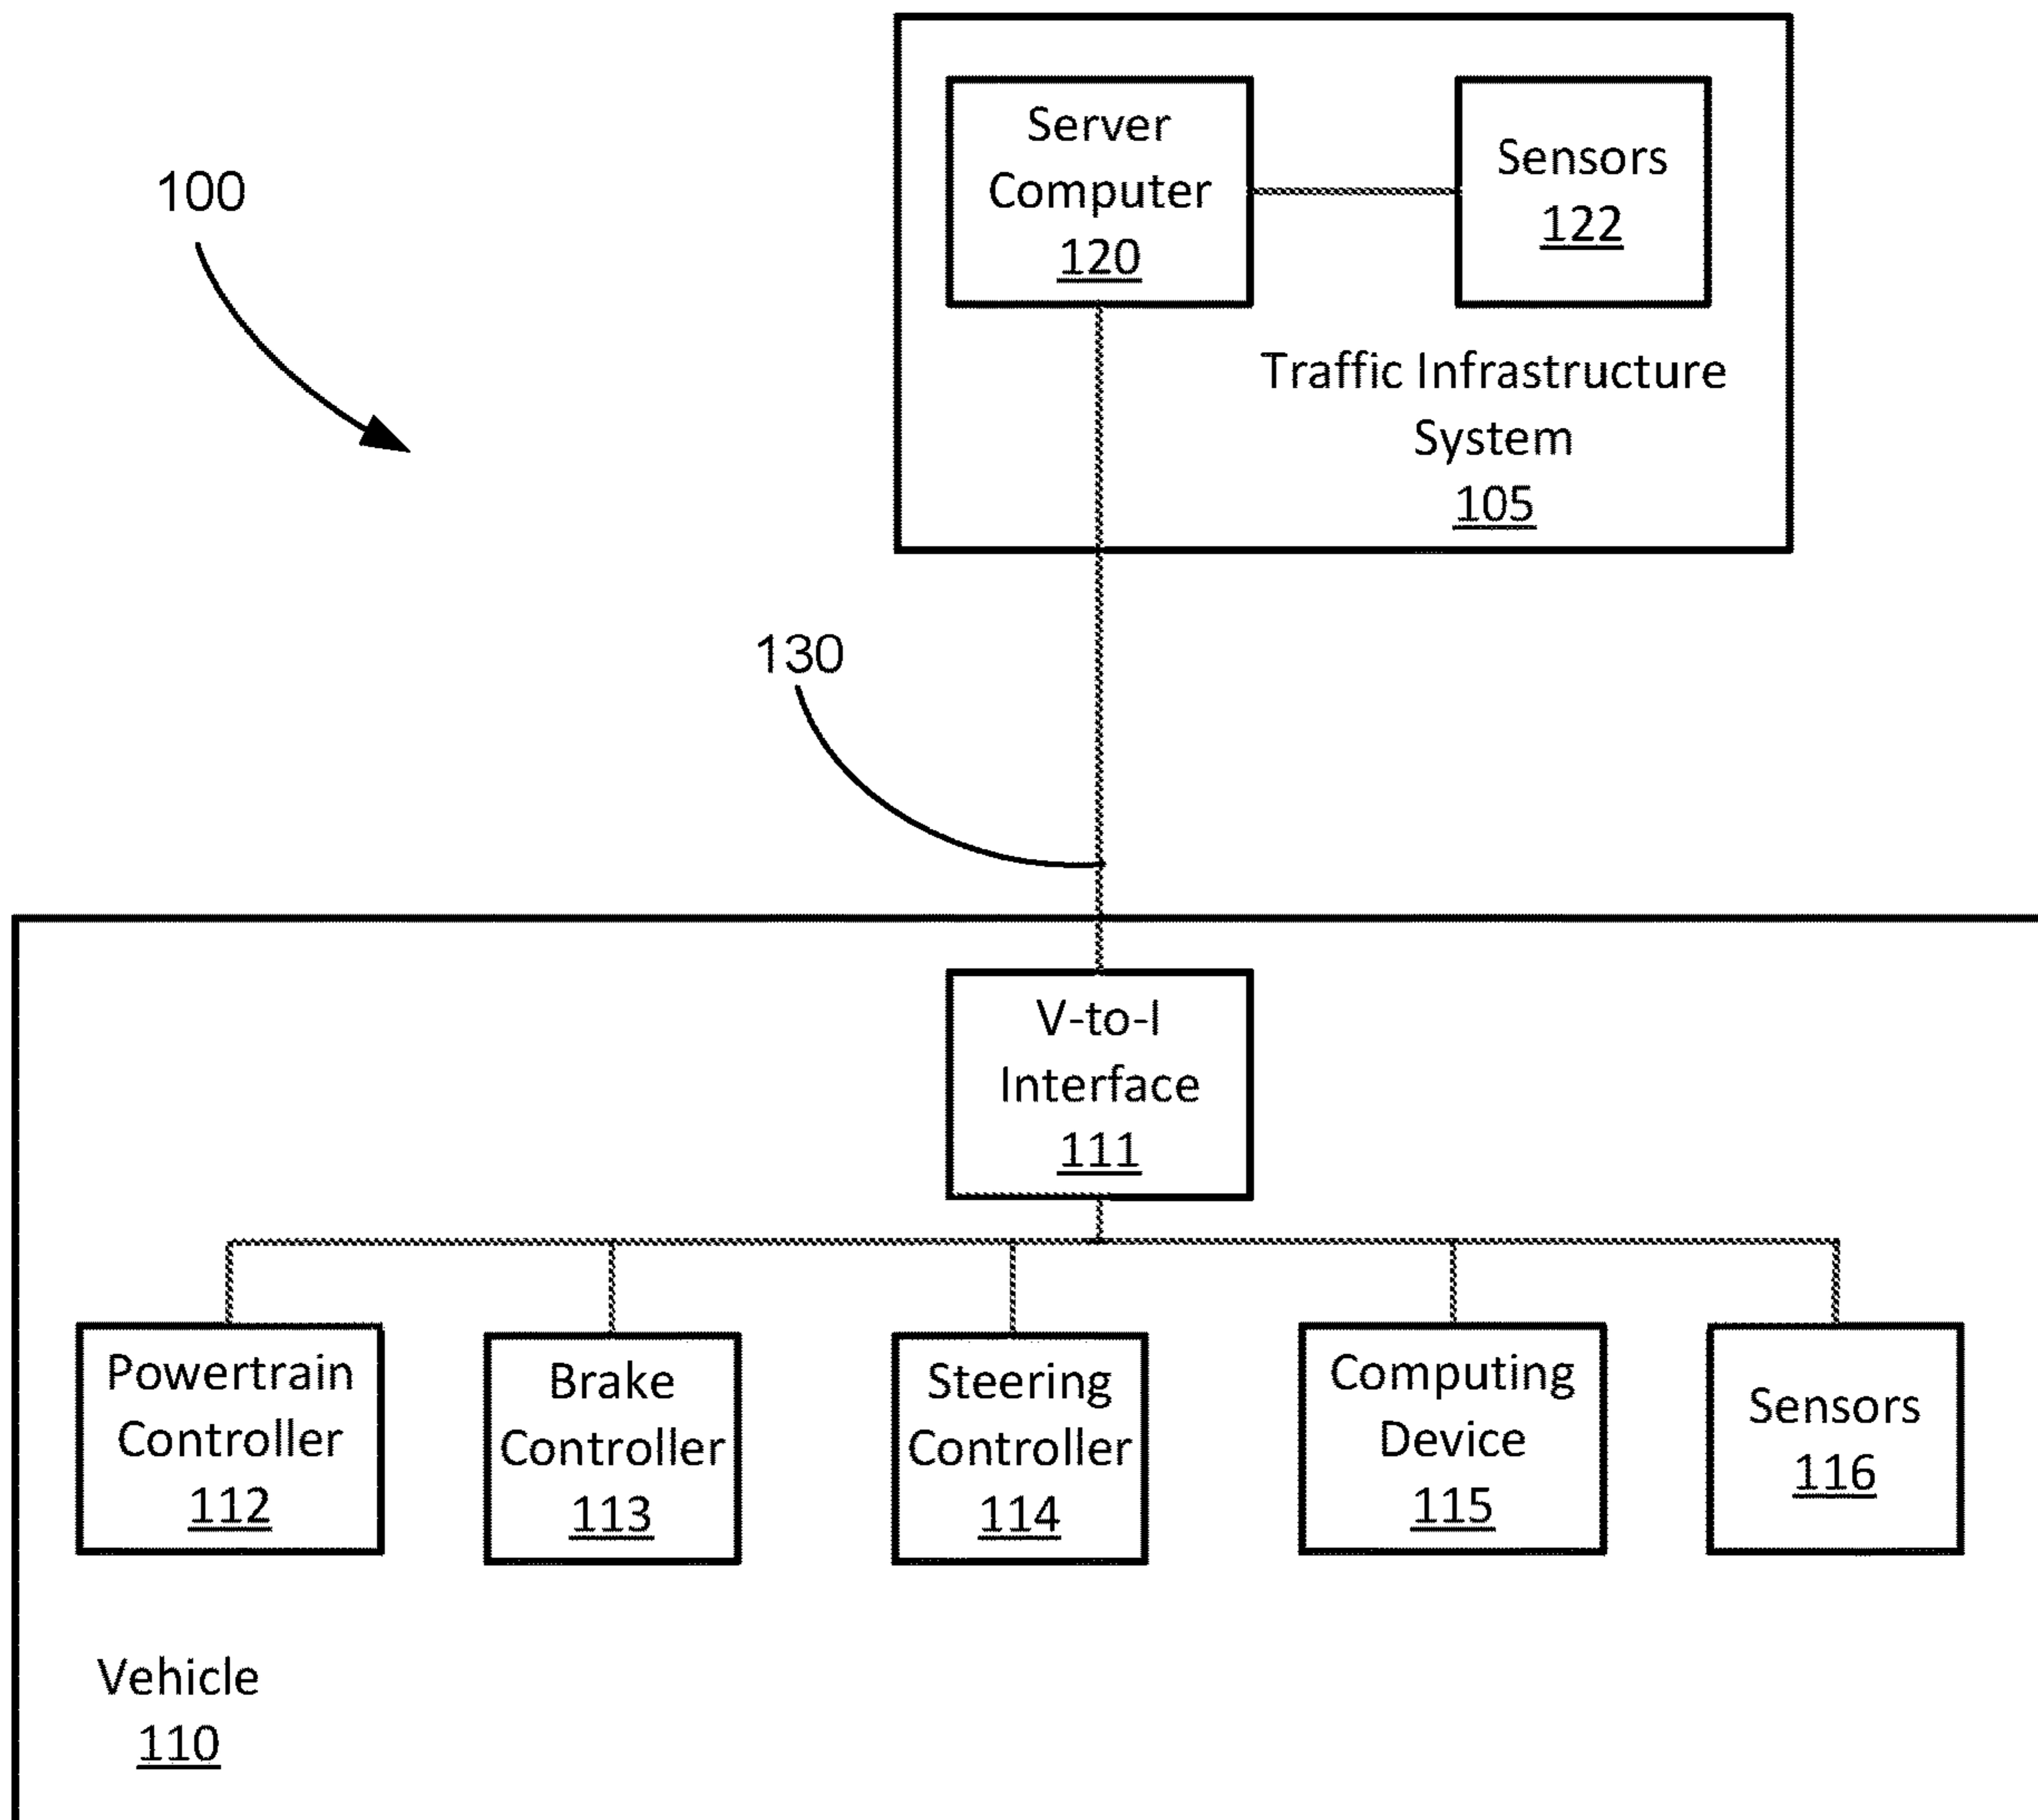 100
Server
Computer
120
Sensors
122
Traffic Infrastructure
System
105
130
V-to-I
Interface
111
Powertrain
Controller
112
Brake
Controller
113
Steering
Controller
114
Computing
Device
115
Sensors
116
Vehicle
110